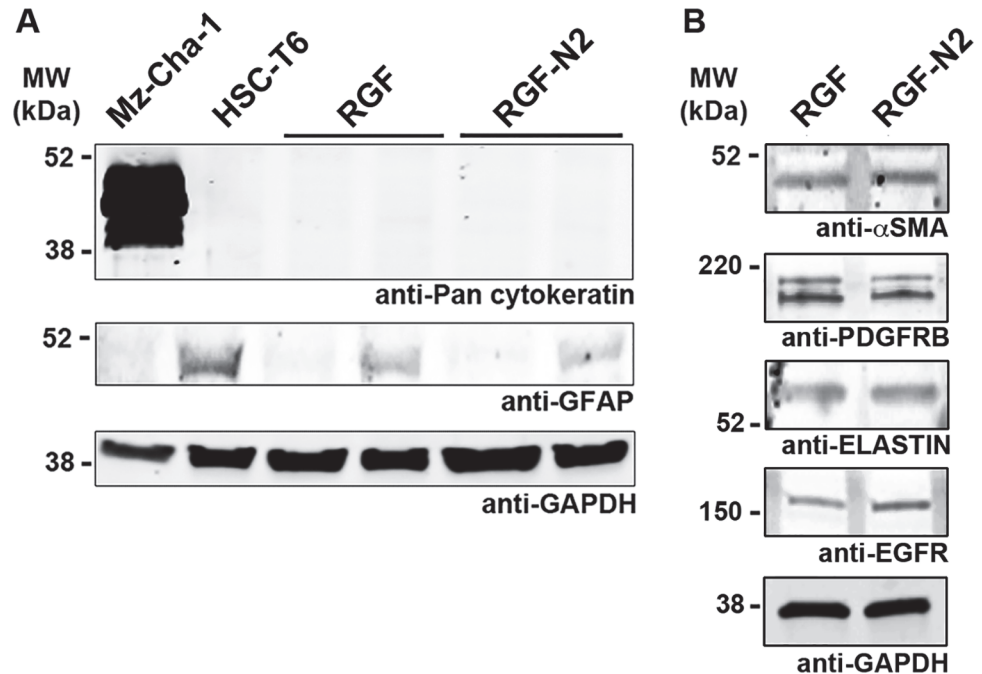 A
MW
(kDa)
Mz-Cha-1
HSC-T6
RGF
RGF-N2
52
38
anti-Pan cytokeratin
52
anti-GFAP
38
anti-GAPDH
B
MW
(kDa)
RGF
RGF-N2
52
anti-αSMA
220
anti-PDGFRB
52
anti-ELASTIN
150
anti-EGFR
38
anti-GAPDH